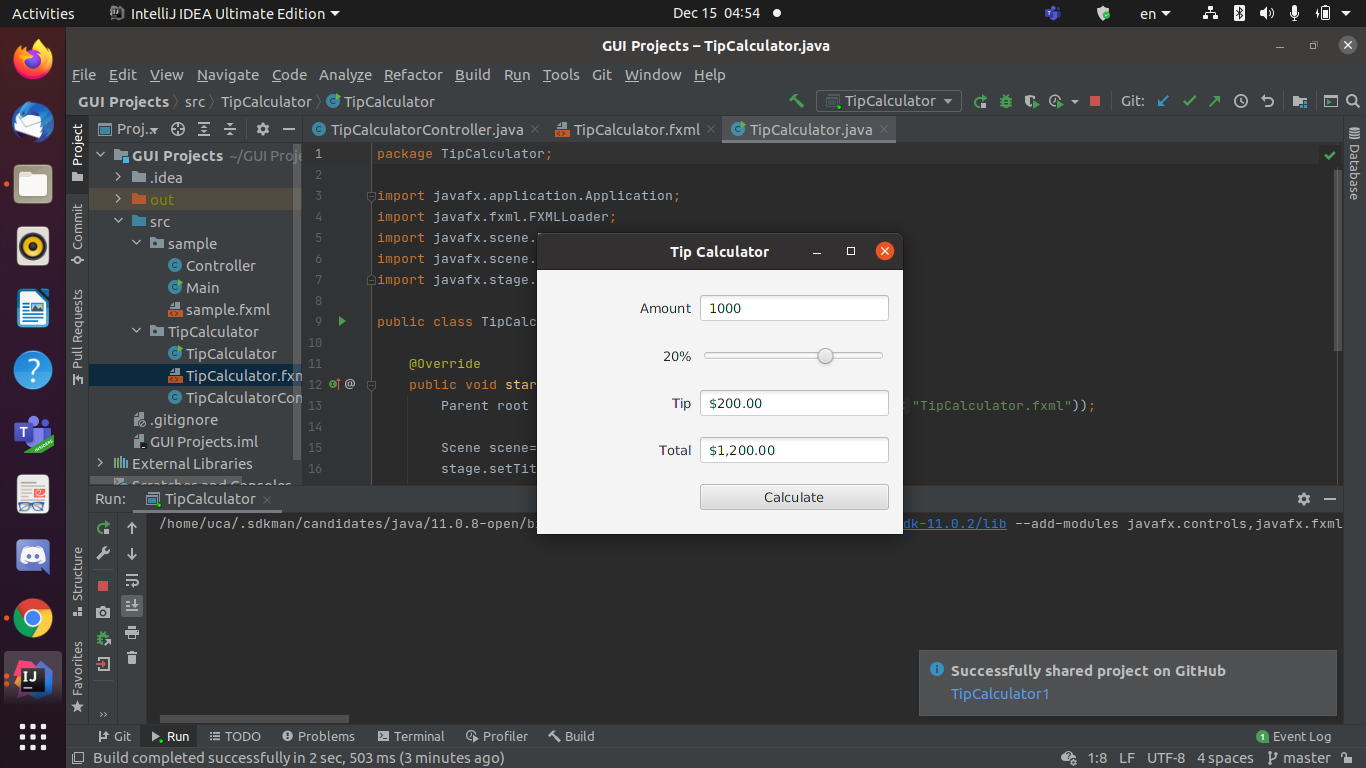 Activities IntelliJ IDEA Ultimate Edition Dec 15 04:54 en
GUI Projects – TipCalculator.java
File Edit View Navigate Code Analyze Refactor Build Run Tools Git Window Help
GUI Projects src TipCalculator TipCalculator TipCalculator Git:
Project
Commit
Pull Requests
Structure
Favorites
Proj..
GUI Projects ~/GUI Proje
.idea
out
src
sample
Controller
Main
sample.fxml
TipCalculator
TipCalculator
TipCalculator.fxm
TipCalculatorCon
.gitignore
GUI Projects.iml
External Libraries
Scratches and Consoles
TipCalculatorController.java TipCalculator.fxml TipCalculator.java
1 package TipCalculator;
2
3 import javafx.application.Application;
4 import javafx.fxml.FXMLLoader;
5 import javafx.scene.
6 import javafx.scene.
7 import javafx.stage.
8
9 public class TipCalc
10
11 @Override
12 @ public void star
13 Parent root "TipCalculator.fxml"));
14
15 Scene scene=
16 stage.setTit
Database
Tip Calculator
Amount 1000
20%
Tip $200.00
Total $1,200.00
Calculate
Run: TipCalculator
/home/uca/.sdkman/candidates/java/11.0.8-open/bi dk-11.0.2/lib --add-modules javafx.controls,javafx.fxml
Successfully shared project on GitHub
TipCalculator1
Git Run TODO Problems Terminal Profiler Build 1 Event Log
Build completed successfully in 2 sec, 503 ms (3 minutes ago) 1:8 LF UTF-8 4 spaces master